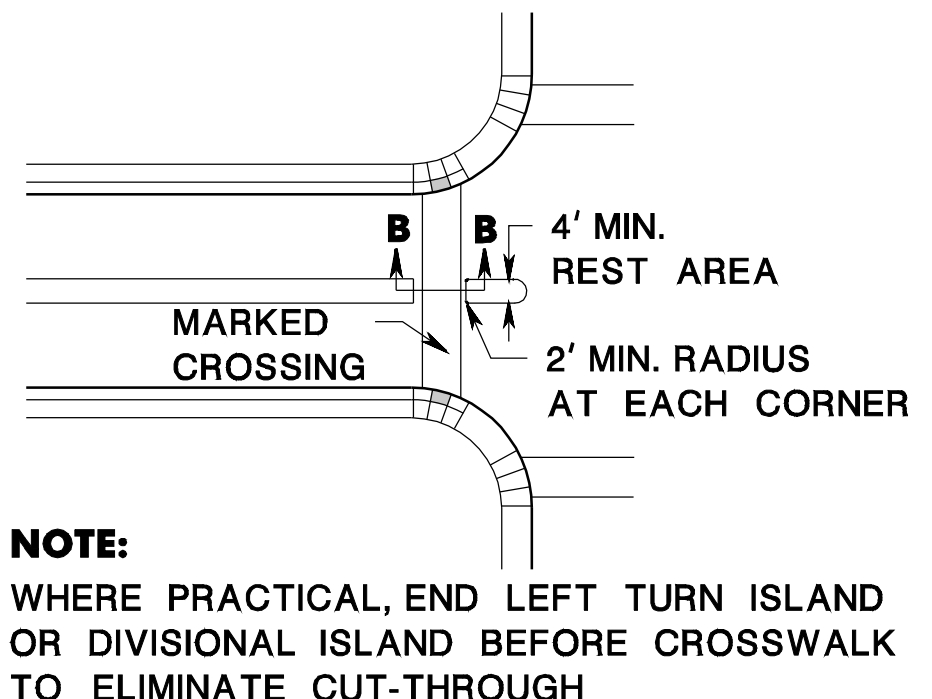 B B
4' MIN.
REST AREA
MARKED
CROSSING
2' MIN. RADIUS
AT EACH CORNER
NOTE:
WHERE PRACTICAL, END LEFT TURN ISLAND
OR DIVISIONAL ISLAND BEFORE CROSSWALK
TO ELIMINATE CUT-THROUGH